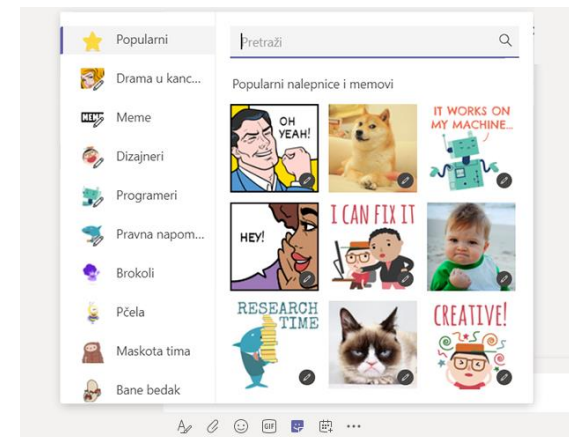 Popularni
Drama u kanc...
Meme
Dizajneri
Programeri
Pravna napom...
Brokoli
Pčela
Maskota tima
Bane bedak
Pretraži
Popularni nalepnice i memovi
OH
YEAH!
IT WORKS ON
MY MACHINE...
HEY!
I CAN FIX IT
RESEARCH
TIME
CREATIVE!
MEME
GIF